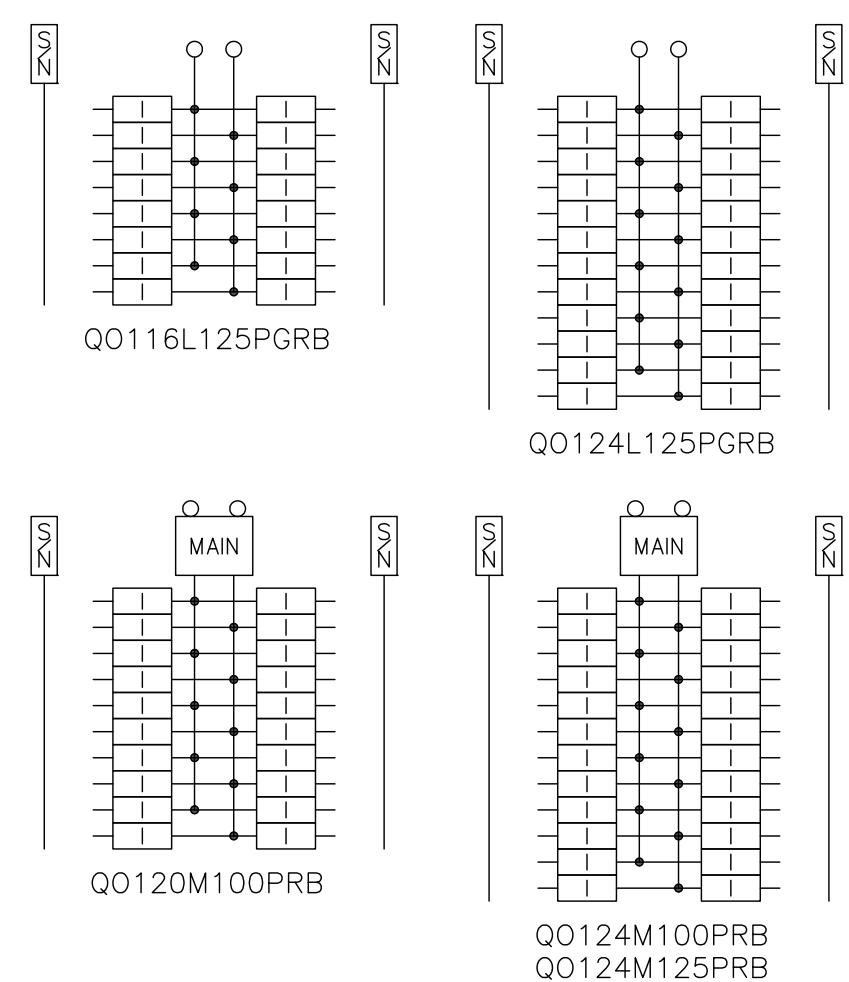 S/N
S/N
S/N
S/N
QO116L125PGRB
QO124L125PGRB
S/N
MAIN
S/N
S/N
MAIN
S/N
QO120M100PRB
QO124M100PRB
QO124M125PRB